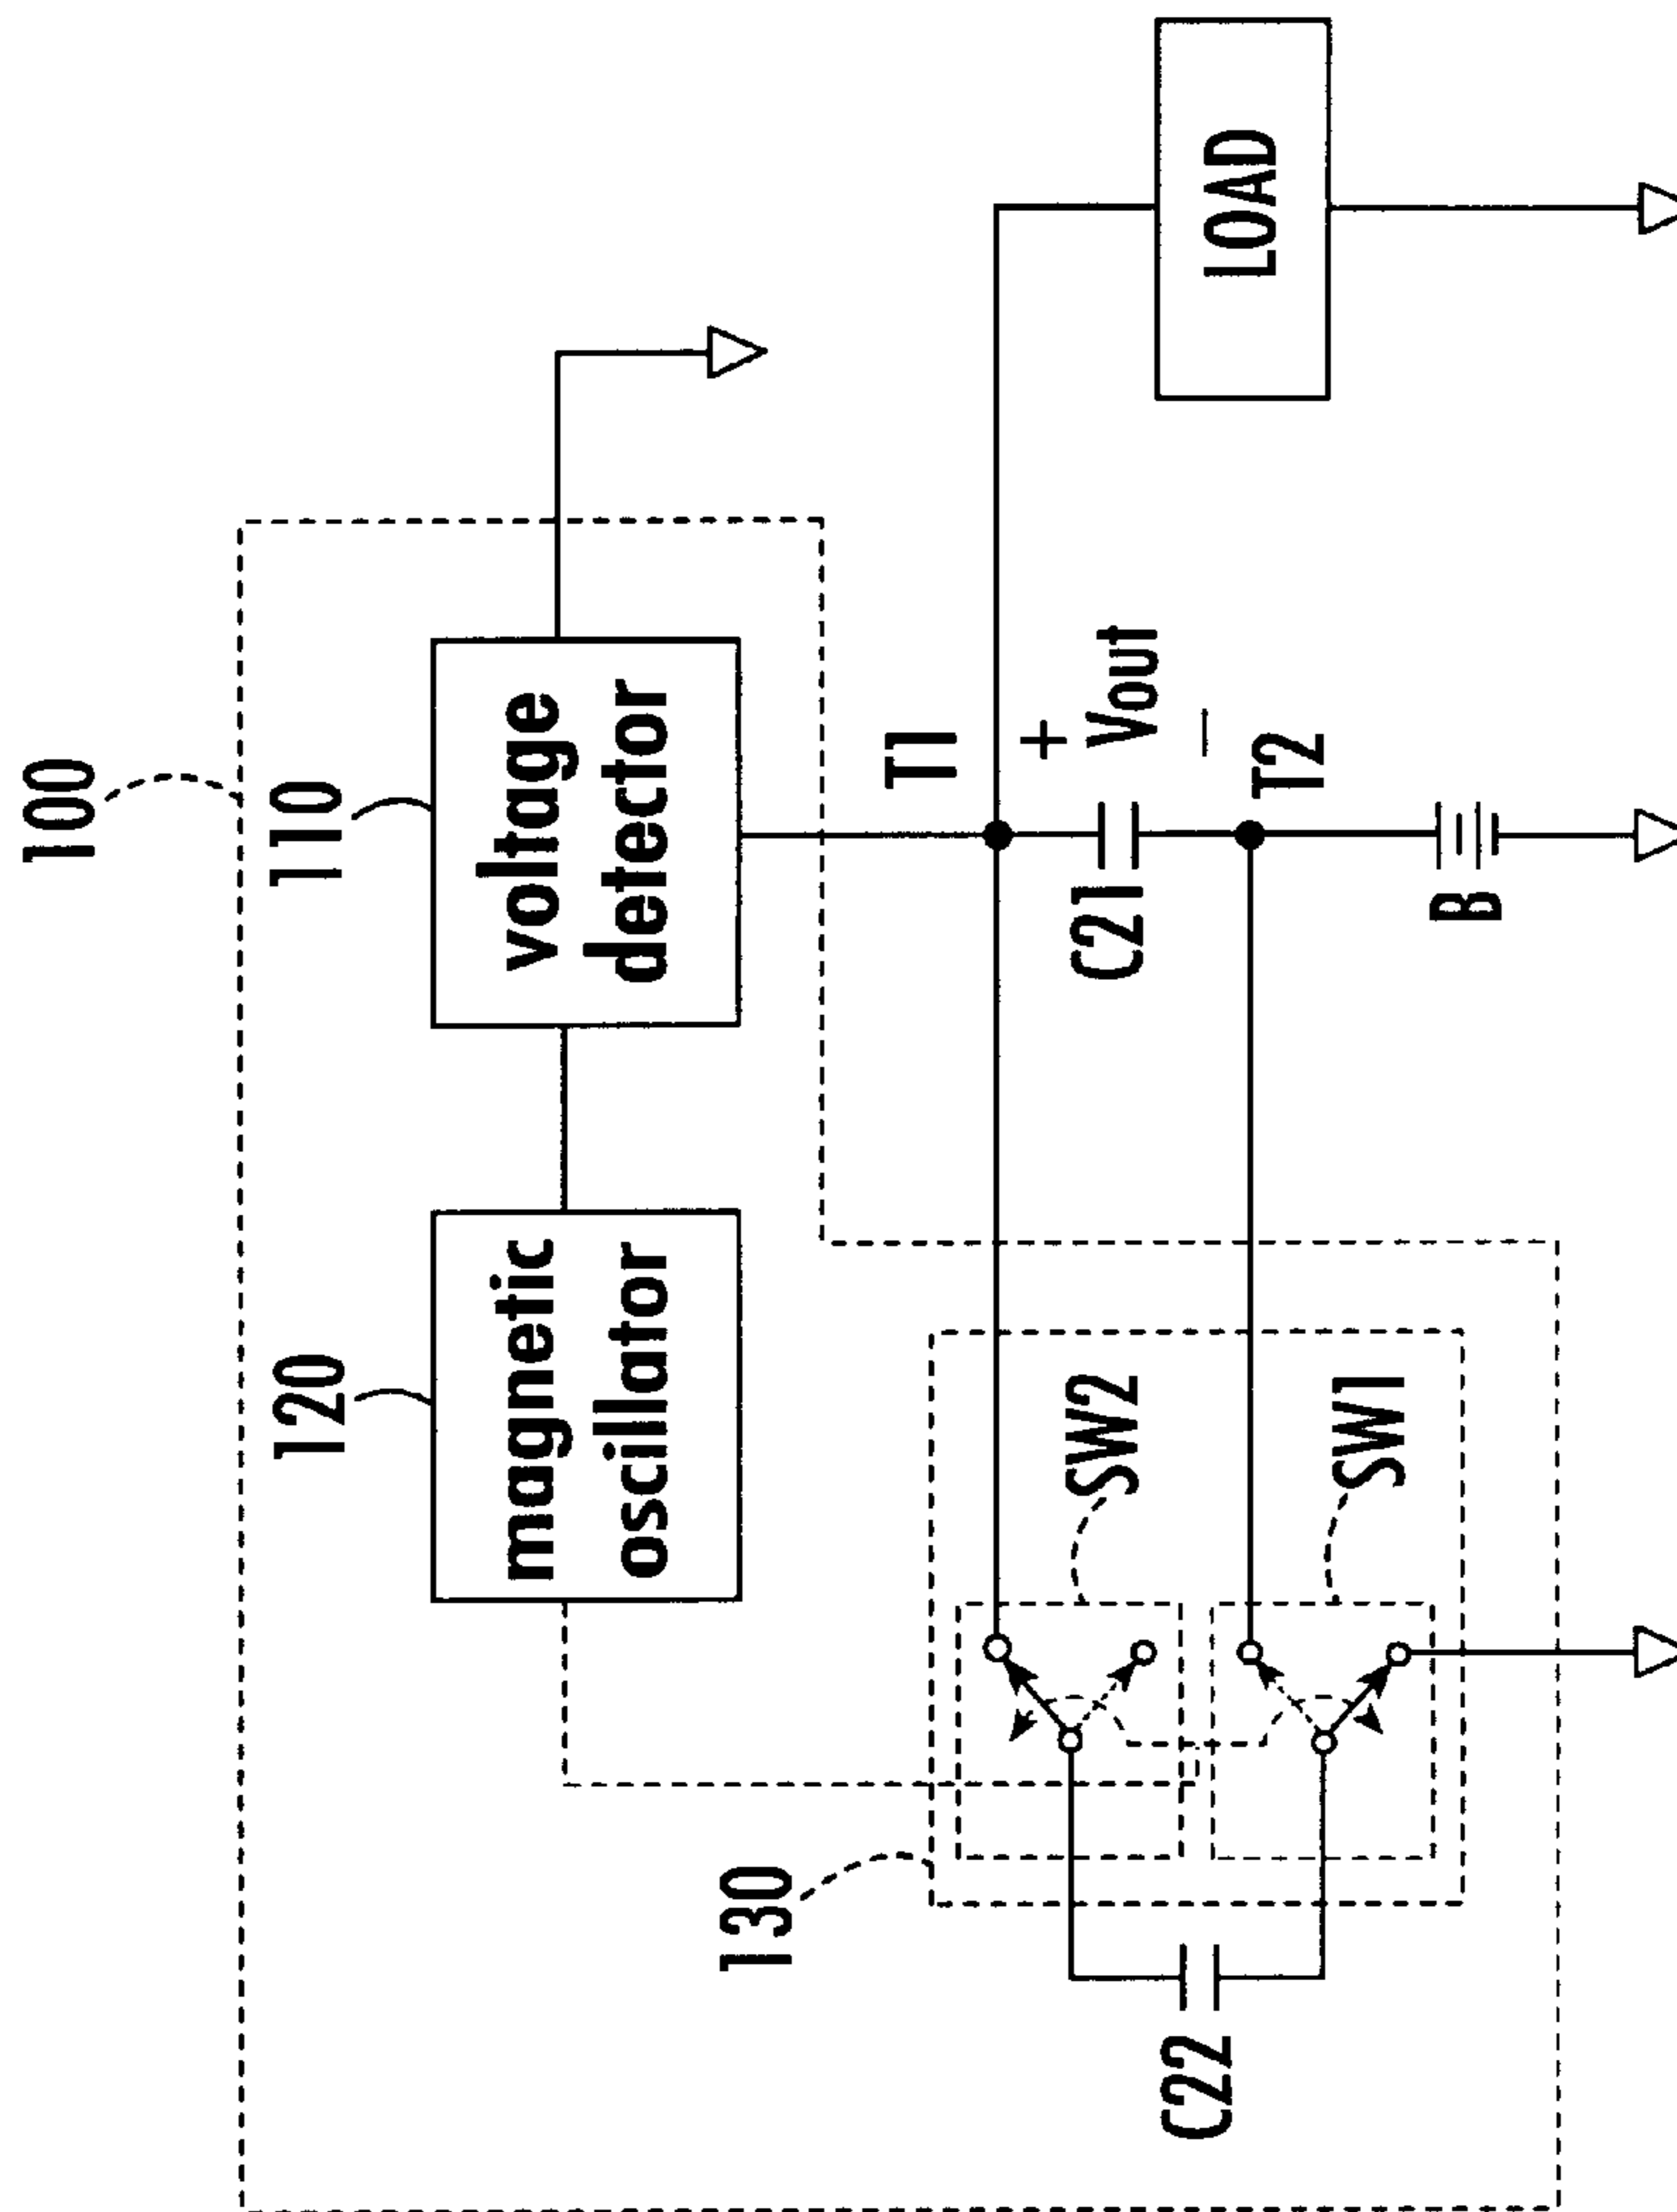 100
110
voltage
detector
120
magnetic
oscillator
130
SW2
SW1
C22
T1
+
Vout
−
C21
T2
B
LOAD